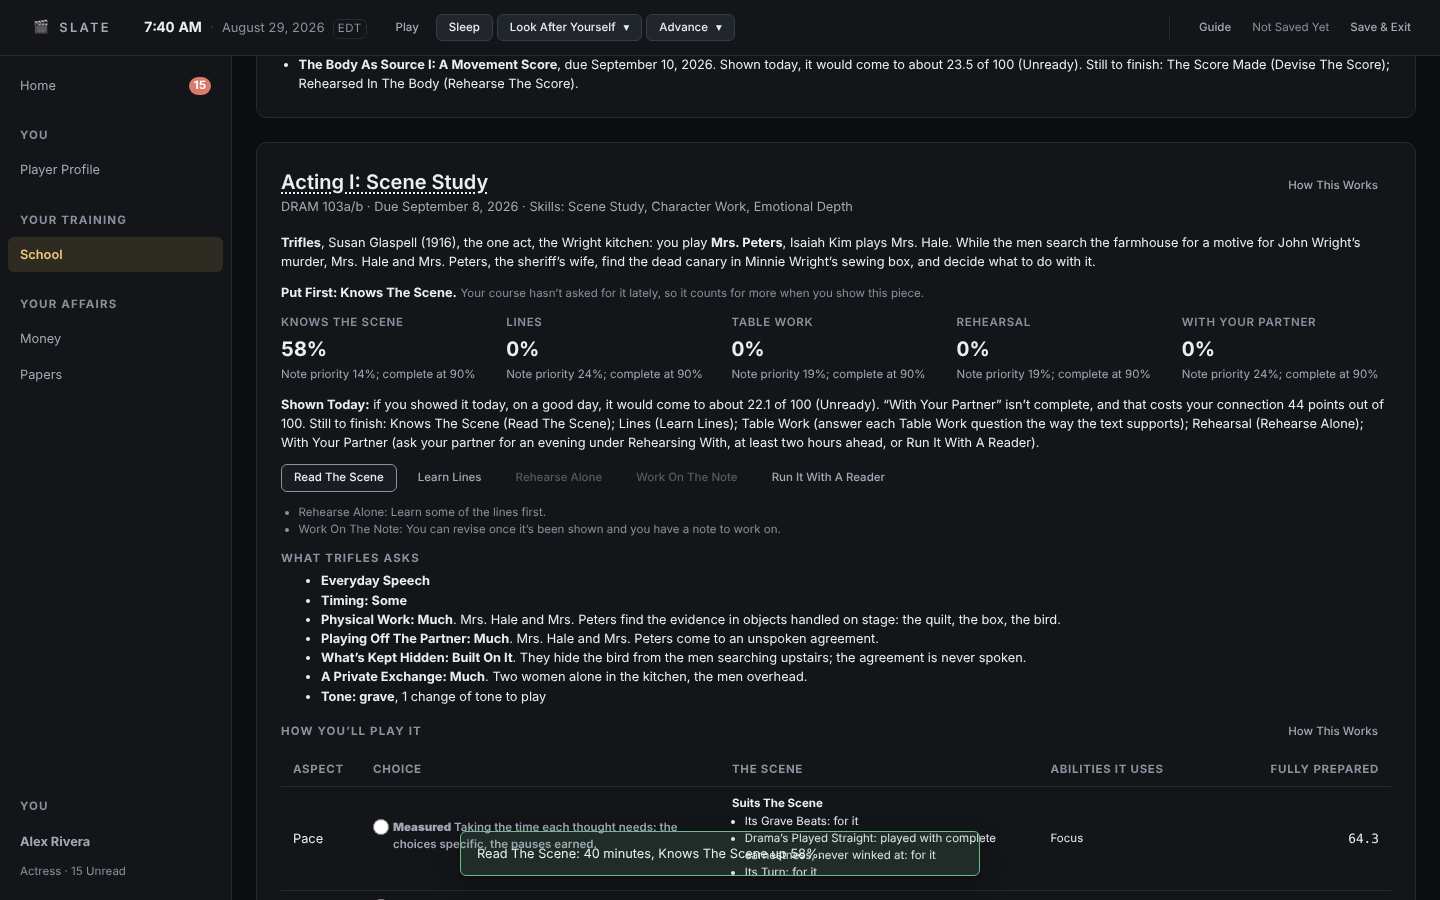 SLATE
7:40 AM · August 29, 2026 EDT
Play
Sleep
Look After Yourself ▾
Advance ▾
Guide
Not Saved Yet
Save & Exit
Home
15
YOU
Player Profile
YOUR TRAINING
School
YOUR AFFAIRS
Money
Papers
YOU
Alex Rivera
Actress · 15 Unread
• The Body As Source I: A Movement Score, due September 10, 2026. Shown today, it would come to about 23.5 of 100 (Unready). Still to finish: The Score Made (Devise The Score);
Rehearsed In The Body (Rehearse The Score).
Acting I: Scene Study
How This Works
DRAM 103a/b · Due September 8, 2026 · Skills: Scene Study, Character Work, Emotional Depth
Trifles, Susan Glaspell (1916), the one act, the Wright kitchen: you play Mrs. Peters, Isaiah Kim plays Mrs. Hale. While the men search the farmhouse for a motive for John Wright’s
murder, Mrs. Hale and Mrs. Peters, the sheriff’s wife, find the dead canary in Minnie Wright’s sewing box, and decide what to do with it.
Put First: Knows The Scene. Your course hasn’t asked for it lately, so it counts for more when you show this piece.
KNOWS THE SCENE
58%
Note priority 14%; complete at 90%
LINES
0%
Note priority 24%; complete at 90%
TABLE WORK
0%
Note priority 19%; complete at 90%
REHEARSAL
0%
Note priority 19%; complete at 90%
WITH YOUR PARTNER
0%
Note priority 24%; complete at 90%
Shown Today: if you showed it today, on a good day, it would come to about 22.1 of 100 (Unready). “With Your Partner” isn’t complete, and that costs your connection 44 points out of
100. Still to finish: Knows The Scene (Read The Scene); Lines (Learn Lines); Table Work (answer each Table Work question the way the text supports); Rehearsal (Rehearse Alone);
With Your Partner (ask your partner for an evening under Rehearsing With, at least two hours ahead, or Run It With A Reader).
Read The Scene
Learn Lines
Rehearse Alone
Work On The Note
Run It With A Reader
• Rehearse Alone: Learn some of the lines first.
• Work On The Note: You can revise once it’s been shown and you have a note to work on.
WHAT TRIFLES ASKS
• Everyday Speech
• Timing: Some
• Physical Work: Much. Mrs. Hale and Mrs. Peters find the evidence in objects handled on stage: the quilt, the box, the bird.
• Playing Off The Partner: Much. Mrs. Hale and Mrs. Peters come to an unspoken agreement.
• What’s Kept Hidden: Built On It. They hide the bird from the men searching upstairs; the agreement is never spoken.
• A Private Exchange: Much. Two women alone in the kitchen, the men overhead.
• Tone: grave, 1 change of tone to play
HOW YOU’LL PLAY IT
How This Works
ASPECT
CHOICE
THE SCENE
ABILITIES IT USES
FULLY PREPARED
Pace
Measured Taking the time each thought needs: the
choices specific, the pauses earned.
Suits The Scene
• Its Grave Beats: for it
• Drama’s Played Straight: played with complete
earnestness, never winked at: for it
• Its Turn: for it
Focus
64.3
Read The Scene: 40 minutes, Knows The Scene up 58%.